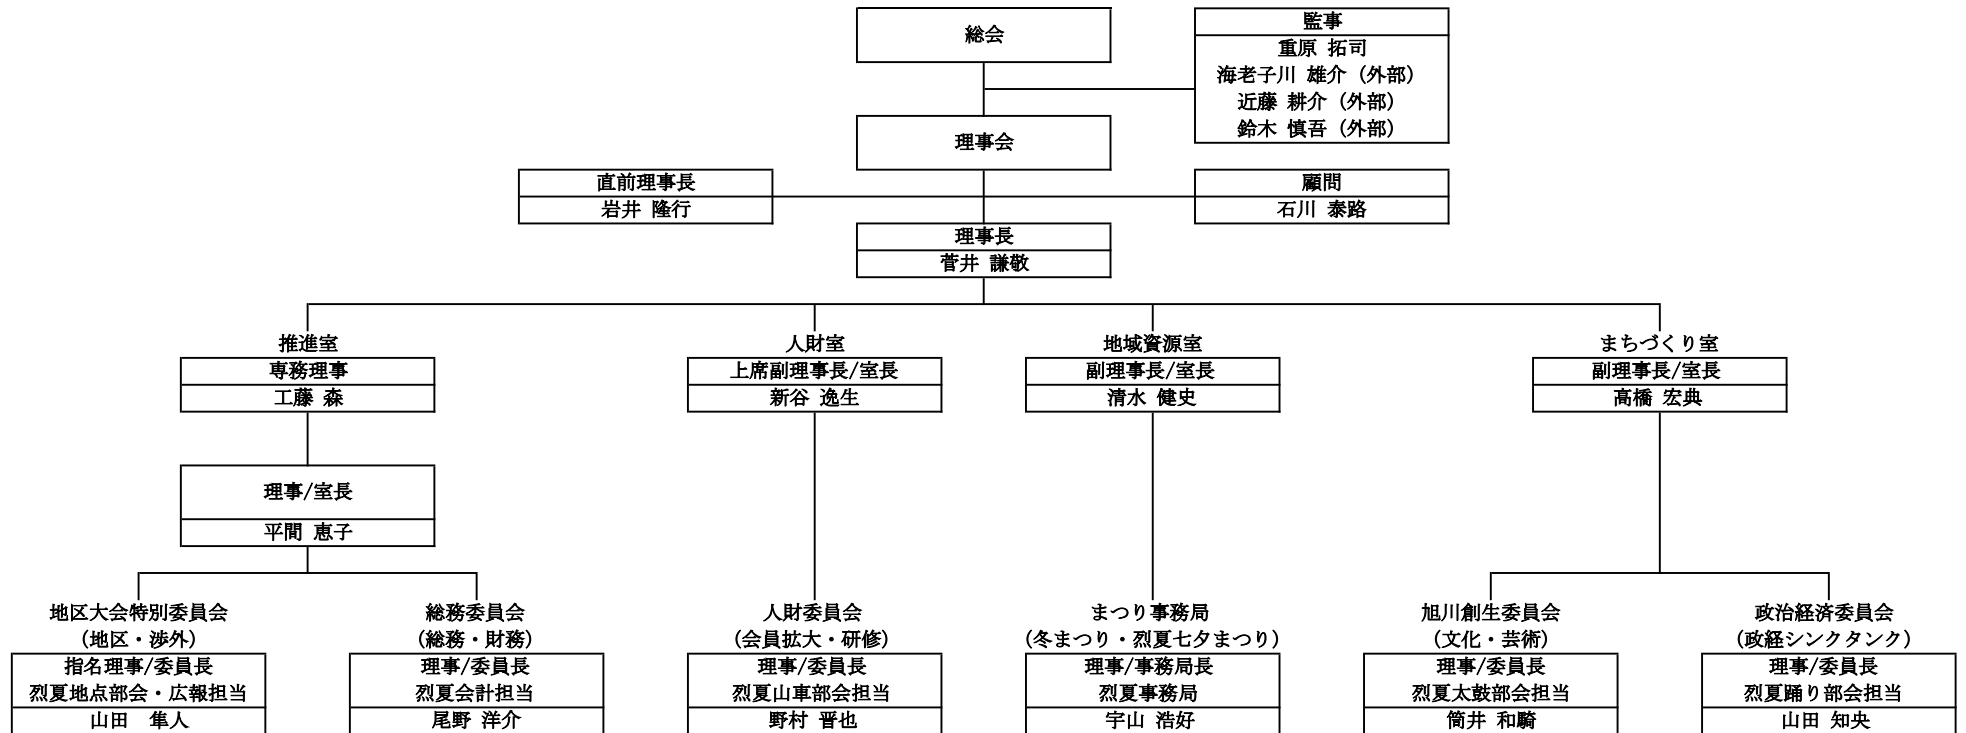 総会
監事
重原 拓司
海老子川 雄介（外部）
近藤 耕介（外部）
鈴木 慎吾（外部）
理事会
直前理事長
岩井 隆行
顧問
石川 泰路
理事長
菅井 謙敬
推進室
専務理事
工藤 森
人財室
上席副理事長/室長
新谷 逸生
地域資源室
副理事長/室長
清水 健史
まちづくり室
副理事長/室長
高橋 宏典
理事/室長
平間 恵子
地区大会特別委員会
（地区・渉外）
指名理事/委員長
烈夏地点部会・広報担当
山田　隼人
総務委員会
（総務・財務）
理事/委員長
烈夏会計担当
尾野 洋介
人財委員会
（会員拡大・研修）
理事/委員長
烈夏山車部会担当
野村 晋也
まつり事務局
（冬まつり・烈夏七夕まつり）
理事/事務局長
烈夏事務局
宇山 浩好
旭川創生委員会
（文化・芸術）
理事/委員長
烈夏太鼓部会担当
筒井 和騎
政治経済委員会
（政経シンクタンク）
理事/委員長
烈夏踊り部会担当
山田 知央